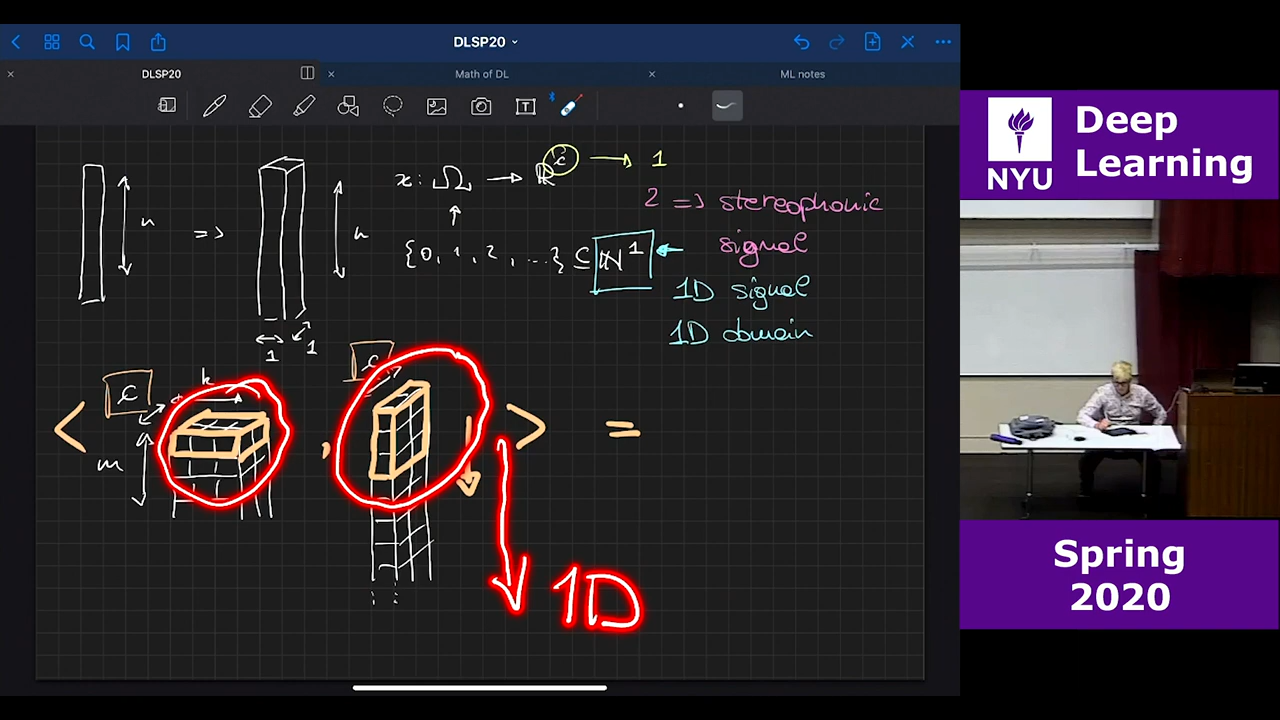 DLSP20
DLSP20
Math of DL
ML notes
T
x: Ω → ℝ^c → 1
2 => stereophonic
signal
n => n
{0, 1, 2, ...} ⊆ ℕ^1 ←
1D signal
1D domain
1
1
c
c
k
m
< , > =
1D
NYU
Deep
Learning
Spring
2020